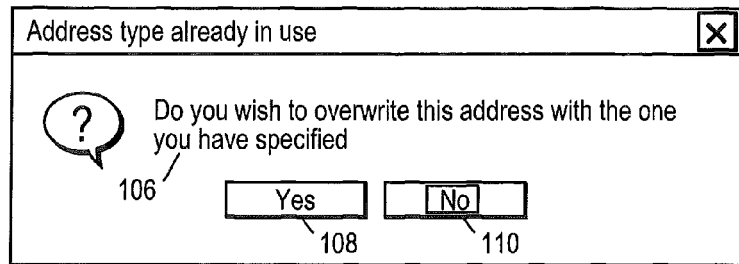 Address type already in use
?
Do you wish to overwrite this address with the one
you have specified
106
Yes
No
108
110